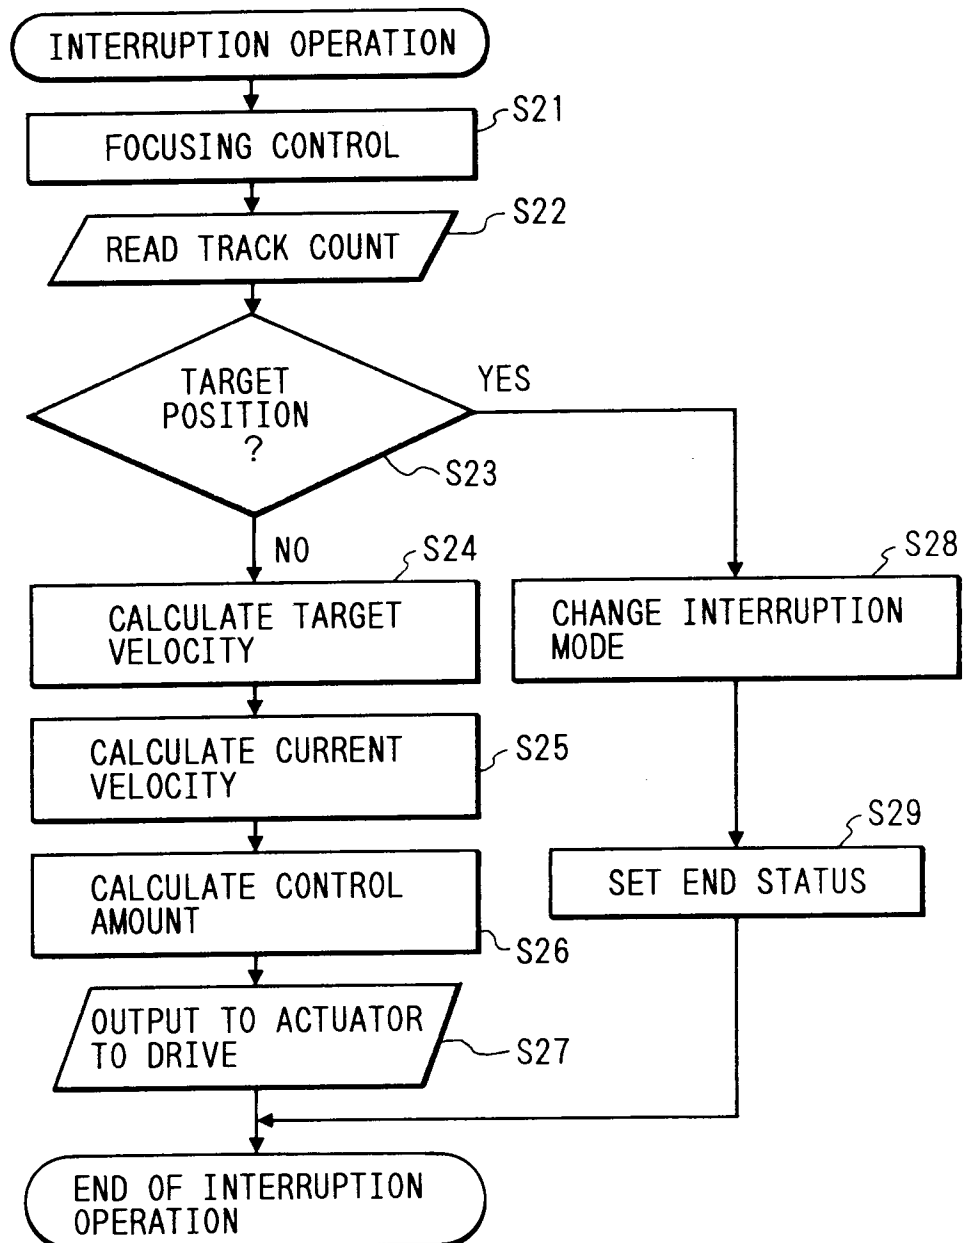 INTERRUPTION OPERATION
S21
FOCUSING CONTROL
S22
READ TRACK COUNT
TARGET
POSITION
?
YES
S23
NO
S24
CALCULATE TARGET
VELOCITY
S28
CHANGE INTERRUPTION
MODE
CALCULATE CURRENT
VELOCITY
S25
S29
SET END STATUS
CALCULATE CONTROL
AMOUNT
S26
OUTPUT TO ACTUATOR
TO DRIVE
S27
END OF INTERRUPTION
OPERATION